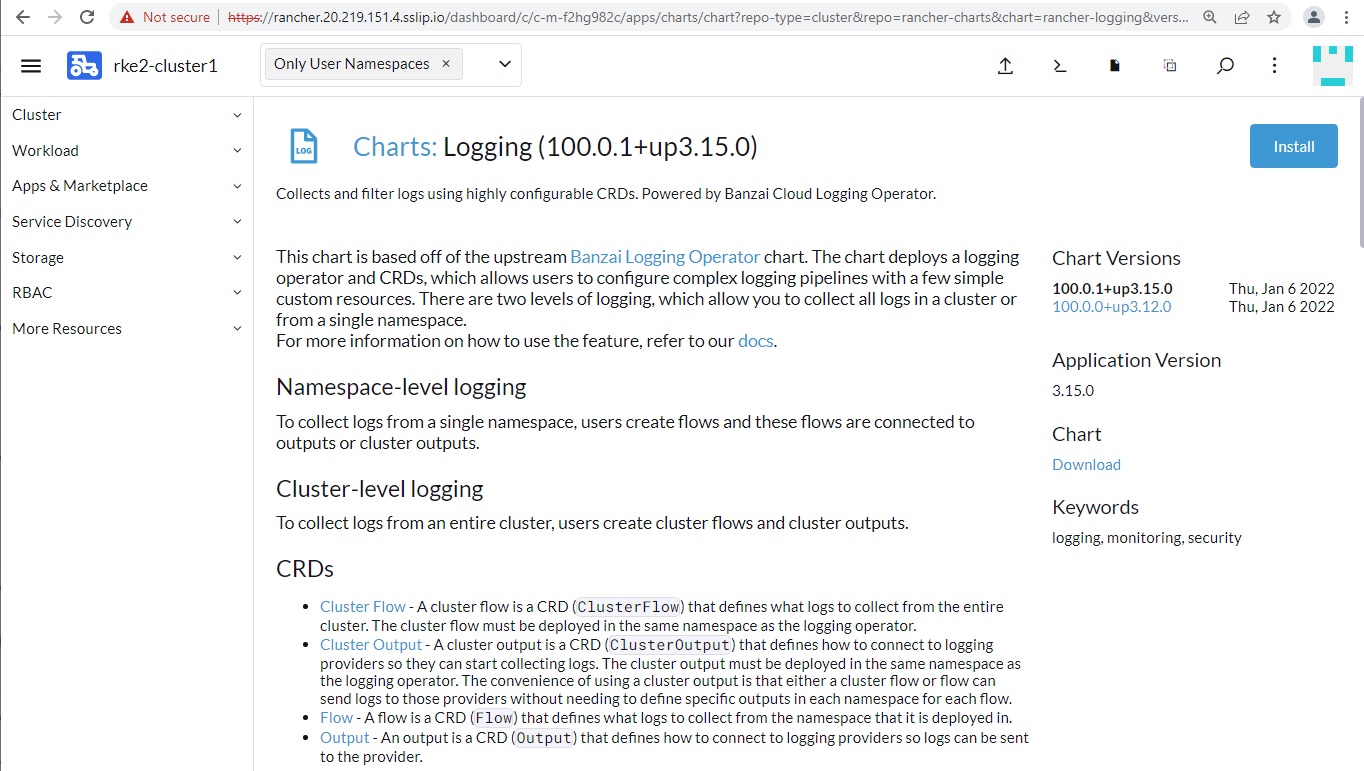 Not secure
https://rancher.20.219.151.4.sslip.io/dashboard/c/c-m-f2hg982c/apps/charts/chart?repo-type=cluster&repo=rancher-charts&chart=rancher-logging&vers...
rke2-cluster1
Only User Namespaces ×
Cluster
Workload
Apps & Marketplace
Service Discovery
Storage
RBAC
More Resources
LOG
Charts: Logging (100.0.1+up3.15.0)
Install
Collects and filter logs using highly configurable CRDs. Powered by Banzai Cloud Logging Operator.
This chart is based off of the upstream Banzai Logging Operator chart. The chart deploys a logging
operator and CRDs, which allows users to configure complex logging pipelines with a few simple
custom resources. There are two levels of logging, which allow you to collect all logs in a cluster or
from a single namespace.
For more information on how to use the feature, refer to our docs.
Namespace-level logging
To collect logs from a single namespace, users create flows and these flows are connected to
outputs or cluster outputs.
Cluster-level logging
To collect logs from an entire cluster, users create cluster flows and cluster outputs.
CRDs
• Cluster Flow - A cluster flow is a CRD (ClusterFlow) that defines what logs to collect from the entire
cluster. The cluster flow must be deployed in the same namespace as the logging operator.
• Cluster Output - A cluster output is a CRD (ClusterOutput) that defines how to connect to logging
providers so they can start collecting logs. The cluster output must be deployed in the same namespace as
the logging operator. The convenience of using a cluster output is that either a cluster flow or flow can
send logs to those providers without needing to define specific outputs in each namespace for each flow.
• Flow - A flow is a CRD (Flow) that defines what logs to collect from the namespace that it is deployed in.
• Output - An output is a CRD (Output) that defines how to connect to logging providers so logs can be sent
to the provider.
Chart Versions
100.0.1+up3.15.0 Thu, Jan 6 2022
100.0.0+up3.12.0 Thu, Jan 6 2022
Application Version
3.15.0
Chart
Download
Keywords
logging, monitoring, security